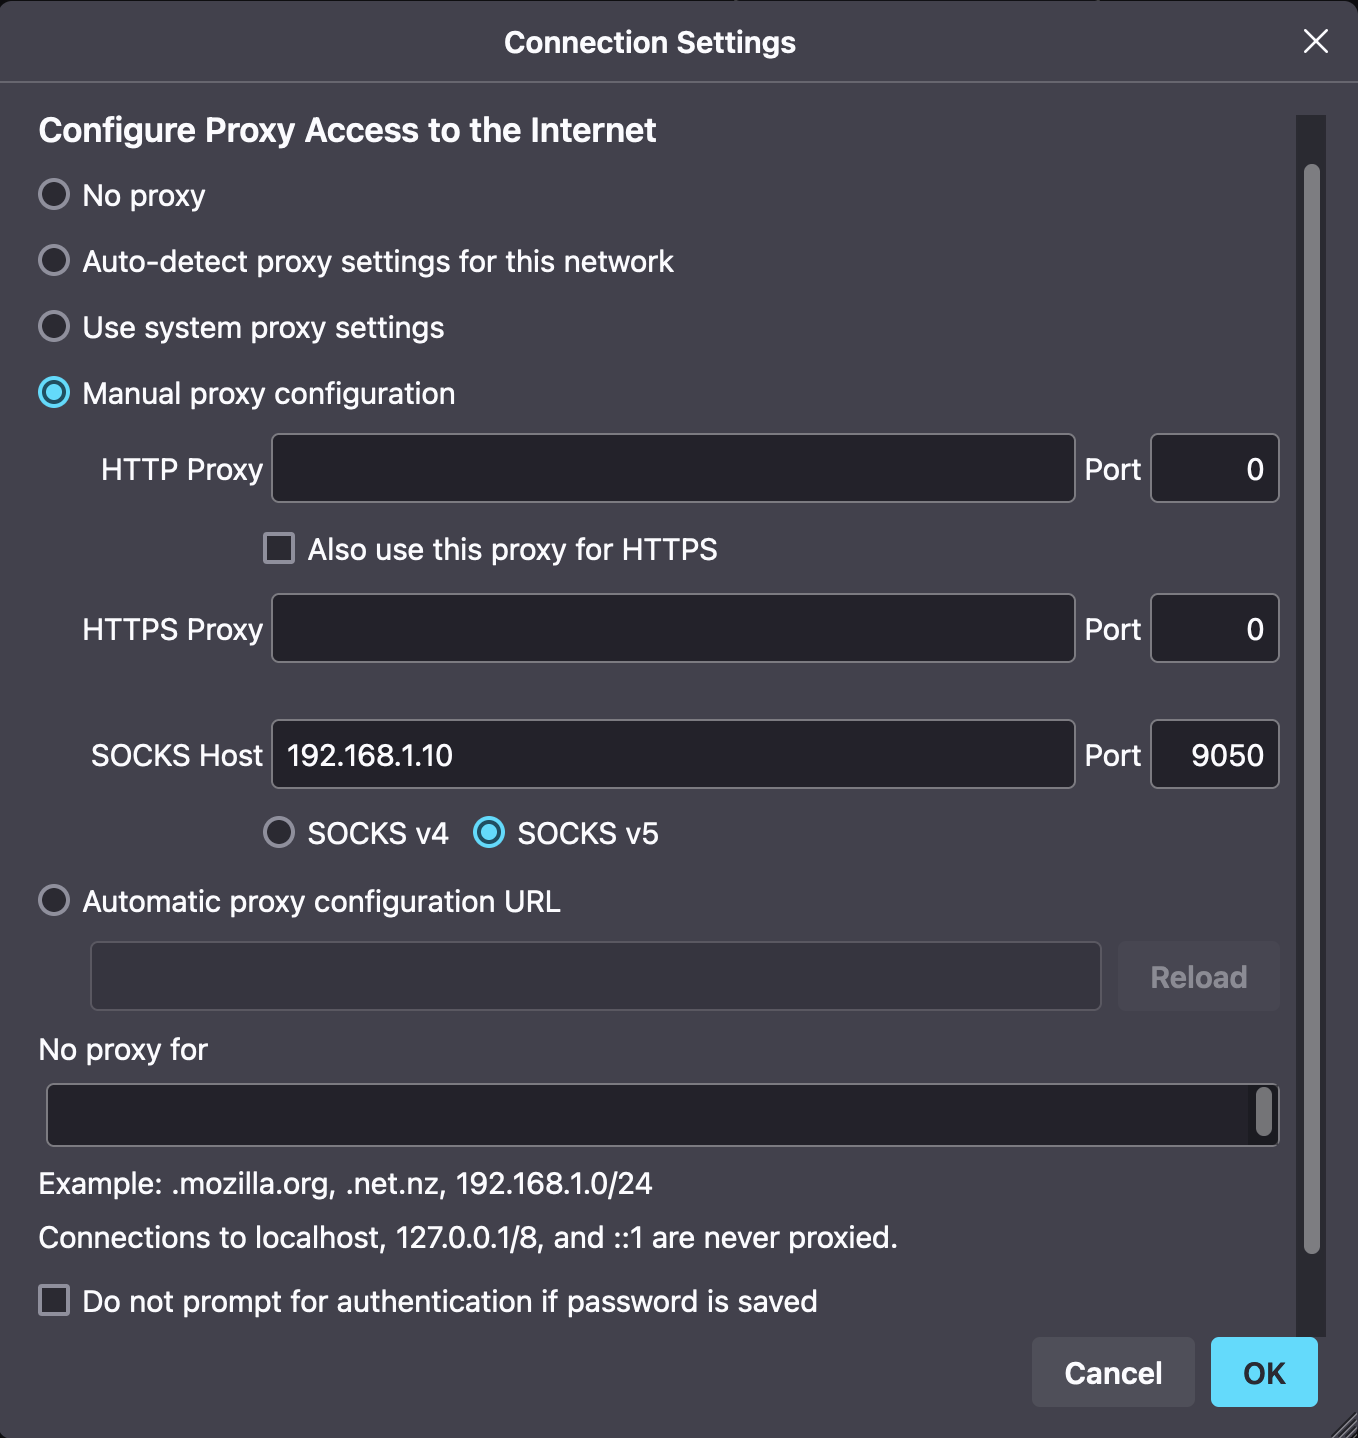 Connection Settings
Configure Proxy Access to the Internet
No proxy
Auto-detect proxy settings for this network
Use system proxy settings
Manual proxy configuration
HTTP Proxy Port 0
Also use this proxy for HTTPS
HTTPS Proxy Port 0
SOCKS Host 192.168.1.10 Port 9050
SOCKS v4 SOCKS v5
Automatic proxy configuration URL
Reload
No proxy for
Example: .mozilla.org, .net.nz, 192.168.1.0/24
Connections to localhost, 127.0.0.1/8, and ::1 are never proxied.
Do not prompt for authentication if password is saved
Cancel OK